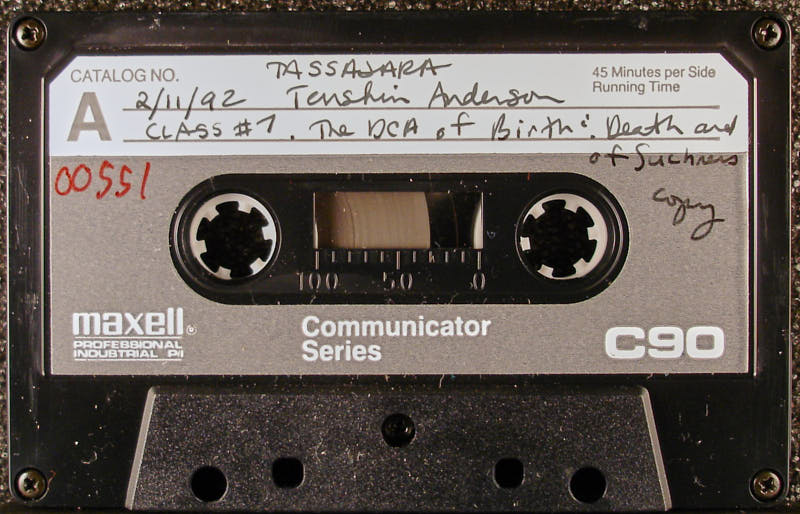 CATALOG NO.
TASSAJARA
45 Minutes per Side
Running Time
A
2/11/92 Tenshin Anderson
CLASS #7. The DCA of Birth & Death and
of Suchness
00551
copy
100 50 0
maxell®
PROFESSIONAL
INDUSTRIAL P/I
Communicator
Series
C90